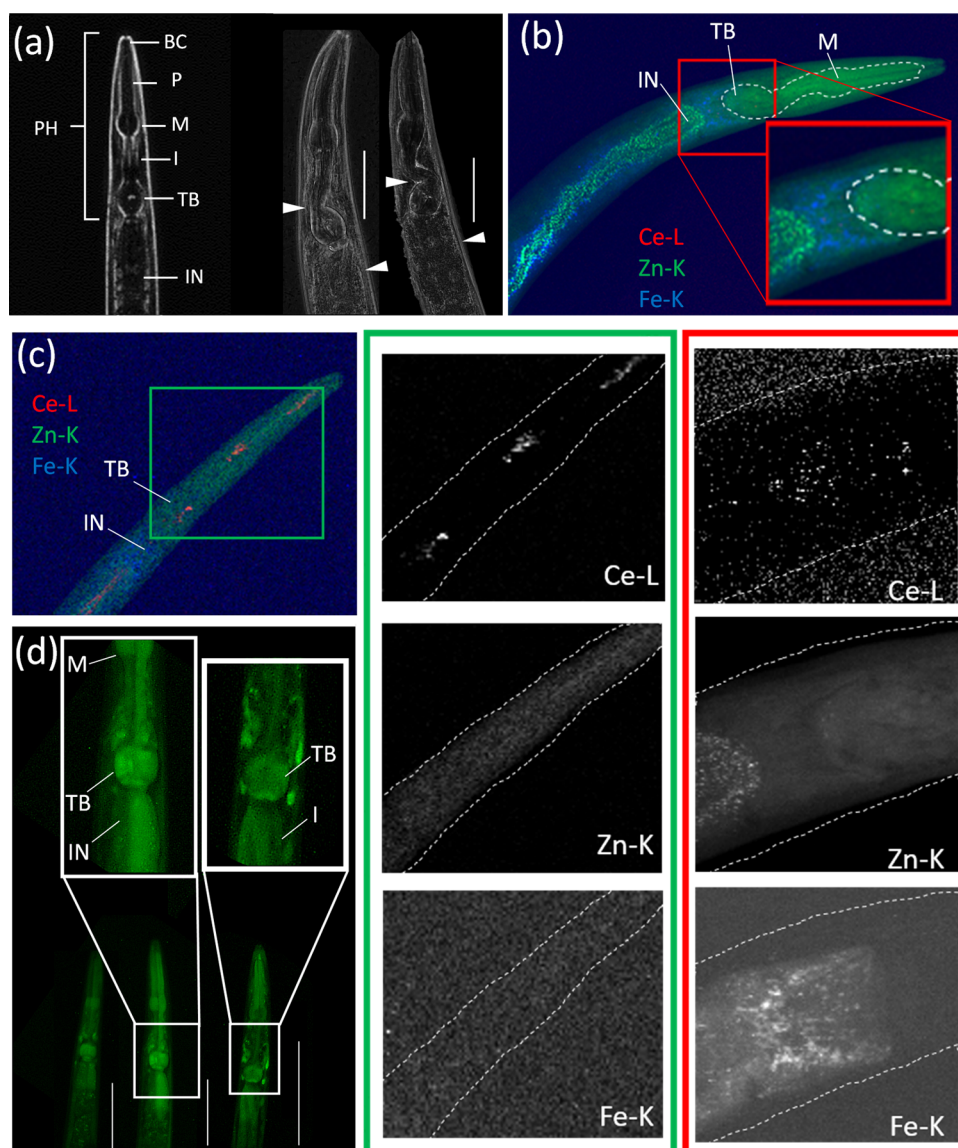 (a)
BC
P
PH
M
I
TB
IN
(b)
TB
M
IN
Ce-L
Zn-K
Fe-K
(c)
Ce-L
Zn-K
Fe-K
TB
IN
Ce-L
Zn-K
Fe-K
Ce-L
Zn-K
Fe-K
(d)
M
TB
IN
TB
I